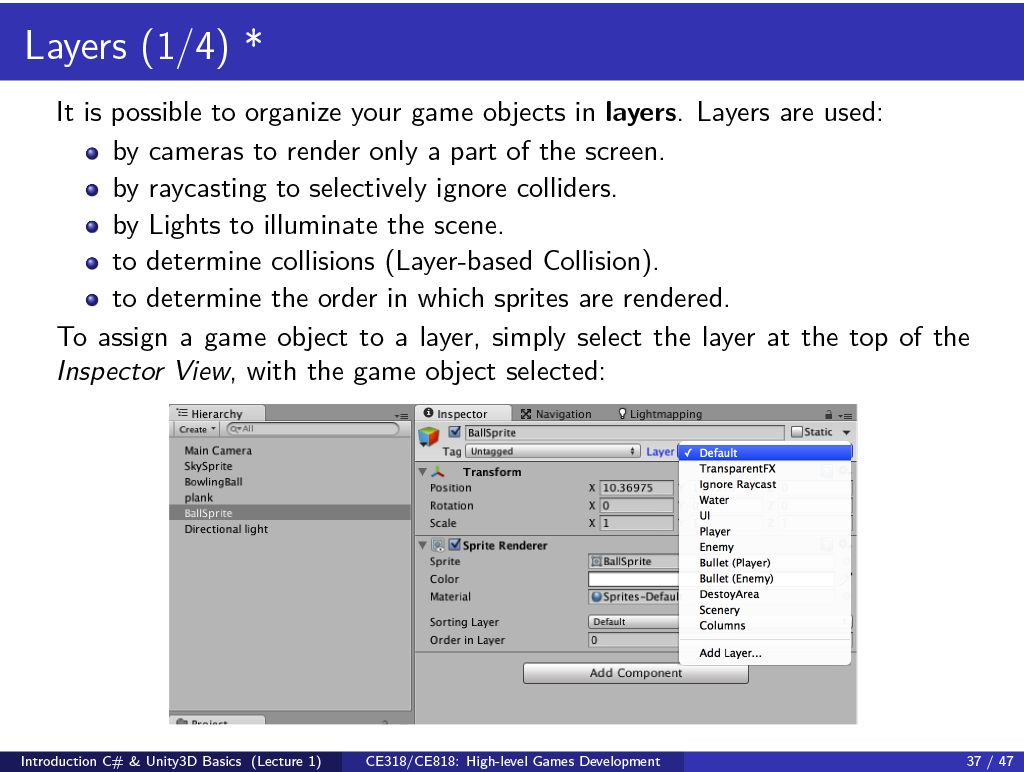 Layers (1/4) *
It is possible to organize your game objects in layers. Layers are used:
by cameras to render only a part of the screen.
by raycasting to selectively ignore colliders.
by Lights to illuminate the scene.
to determine collisions (Layer-based Collision).
to determine the order in which sprites are rendered.
To assign a game object to a layer, simply select the layer at the top of the
Inspector View, with the game object selected:
Hierarchy
Create
All
Main Camera
SkySprite
BowlingBall
plank
BallSprite
Directional light
Project
Inspector Navigation Lightmapping
BallSprite Static
Tag Untagged Layer
Transform
Position X 10.36975
Rotation X 0
Scale X 1
Sprite Renderer
Sprite BallSprite
Color
Material Sprites-Defaul
Sorting Layer Default
Order in Layer 0
Add Component
✓ Default
TransparentFX
Ignore Raycast
Water
UI
Player
Enemy
Bullet (Player)
Bullet (Enemy)
DestoyArea
Scenery
Columns
Add Layer...
Introduction C# & Unity3D Basics (Lecture 1) CE318/CE818: High-level Games Development 37 / 47